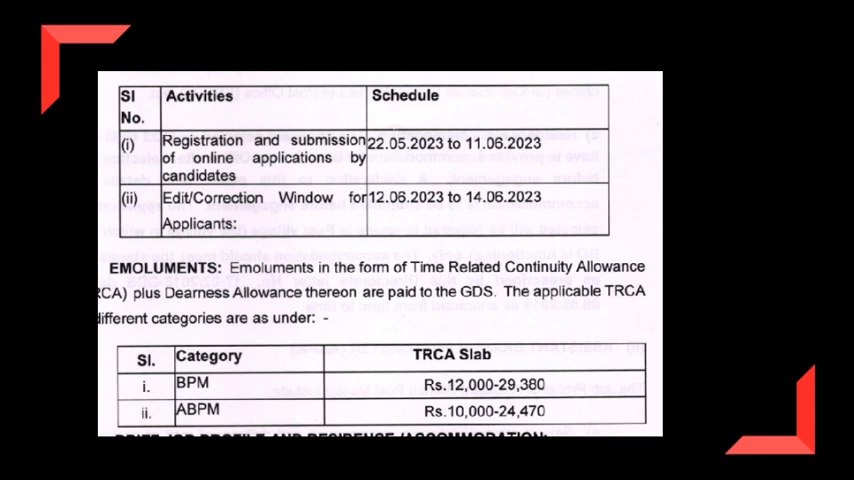 Sl Activities Schedule
No.
(i) Registration and submission 22.05.2023 to 11.06.2023
of online applications by
candidates
(ii) Edit/Correction Window for 12.06.2023 to 14.06.2023
Applicants:
EMOLUMENTS: Emoluments in the form of Time Related Continuity Allowance
RCA) plus Dearness Allowance thereon are paid to the GDS. The applicable TRCA
different categories are as under: -
Sl. Category TRCA Slab
i. BPM Rs.12,000-29,380
ii. ABPM Rs.10,000-24,470